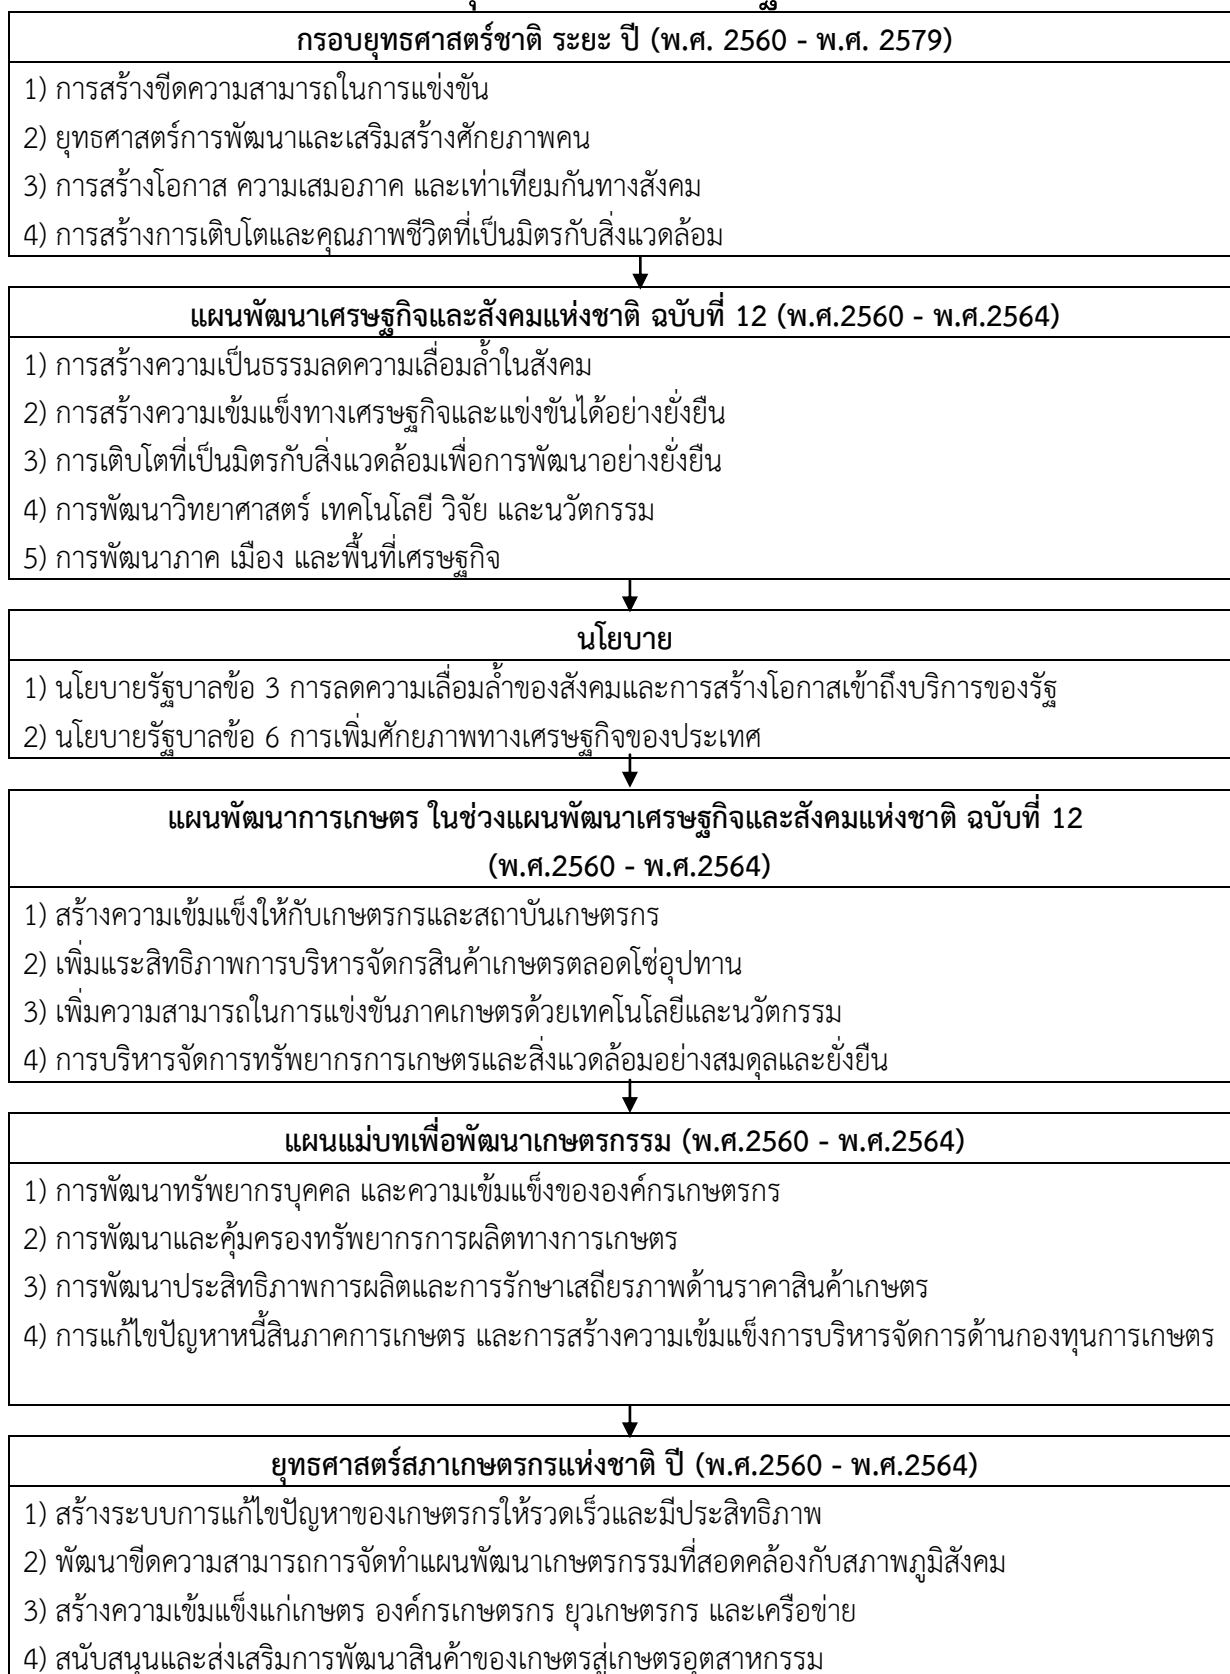 กรอบยุทธศาสตร์ชาติ ระยะ ปี (พ.ศ. 2560 - พ.ศ. 2579)
1) การสร้างขีดความสามารถในการแข่งขัน
2) ยุทธศาสตร์การพัฒนาและเสริมสร้างศักยภาพคน
3) การสร้างโอกาส ความเสมอภาค และเท่าเทียมกันทางสังคม
4) การสร้างการเติบโตและคุณภาพชีวิตที่เป็นมิตรกับสิ่งแวดล้อม
แผนพัฒนาเศรษฐกิจและสังคมแห่งชาติ ฉบับที่ 12 (พ.ศ.2560 - พ.ศ.2564)
1) การสร้างความเป็นธรรมลดความเลื่อมล้ำในสังคม
2) การสร้างความเข้มแข็งทางเศรษฐกิจและแข่งขันได้อย่างยั่งยืน
3) การเติบโตที่เป็นมิตรกับสิ่งแวดล้อมเพื่อการพัฒนาอย่างยั่งยืน
4) การพัฒนาวิทยาศาสตร์ เทคโนโลยี วิจัย และนวัตกรรม
5) การพัฒนาภาค เมือง และพื้นที่เศรษฐกิจ
นโยบาย
1) นโยบายรัฐบาลข้อ 3 การลดความเลื่อมล้ำของสังคมและการสร้างโอกาสเข้าถึงบริการของรัฐ
2) นโยบายรัฐบาลข้อ 6 การเพิ่มศักยภาพทางเศรษฐกิจของประเทศ
แผนพัฒนาการเกษตร ในช่วงแผนพัฒนาเศรษฐกิจและสังคมแห่งชาติ ฉบับที่ 12
(พ.ศ.2560 - พ.ศ.2564)
1) สร้างความเข้มแข็งให้กับเกษตรกรและสถาบันเกษตรกร
2) เพิ่มแระสิทธิภาพการบริหารจัดกรสินค้าเกษตรตลอดโซ่อุปทาน
3) เพิ่มความสามารถในการแข่งขันภาคเกษตรด้วยเทคโนโลยีและนวัตกรรม
4) การบริหารจัดการทรัพยากรการเกษตรและสิ่งแวดล้อมอย่างสมดุลและยั่งยืน
แผนแม่บทเพื่อพัฒนาเกษตรกรรม (พ.ศ.2560 - พ.ศ.2564)
1) การพัฒนาทรัพยากรบุคคล และความเข้มแข็งขององค์กรเกษตรกร
2) การพัฒนาและคุ้มครองทรัพยากรการผลิตทางการเกษตร
3) การพัฒนาประสิทธิภาพการผลิตและการรักษาเสถียรภาพด้านราคาสินค้าเกษตร
4) การแก้ไขปัญหาหนี้สินภาคการเกษตร และการสร้างความเข้มแข็งการบริหารจัดการด้านกองทุนการเกษตร
ยุทธศาสตร์สภาเกษตรกรแห่งชาติ ปี (พ.ศ.2560 - พ.ศ.2564)
1) สร้างระบบการแก้ไขปัญหาของเกษตรกรให้รวดเร็วและมีประสิทธิภาพ
2) พัฒนาขีดความสามารถการจัดทำแผนพัฒนาเกษตรกรรมที่สอดคล้องกับสภาพภูมิสังคม
3) สร้างความเข้มแข็งแก่เกษตร องค์กรเกษตรกร ยุวเกษตรกร และเครือข่าย
4) สนับสนุนและส่งเสริมการพัฒนาสินค้าของเกษตรสู่เกษตรอุตสาหกรรม